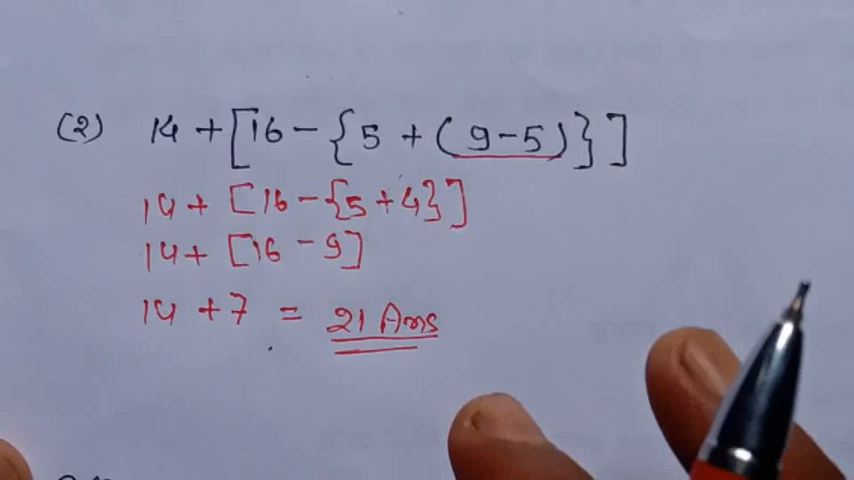 (2) 14 + [16 - {5 + (9-5)}]
14 + [16 - {5+4}]
14 + [16 - 9]
14 + 7 = 21 Ans